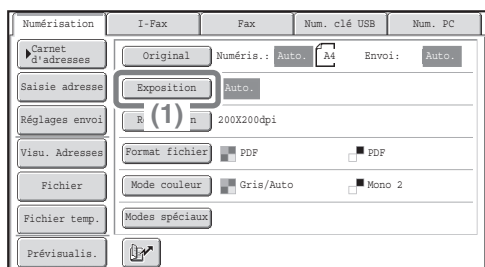 Numérisation I-Fax Fax Num. clé USB Num. PC
Carnet d'adresses
Original Numéris.: Auto. A4 Envoi: Auto.
Saisie adresse Exposition Auto.
Réglages envoi (1) 200X200dpi
Visu. Adresses Format fichier PDF PDF
Fichier Mode couleur Gris/Auto Mono 2
Fichier temp. Modes spéciaux
Prévisualis.